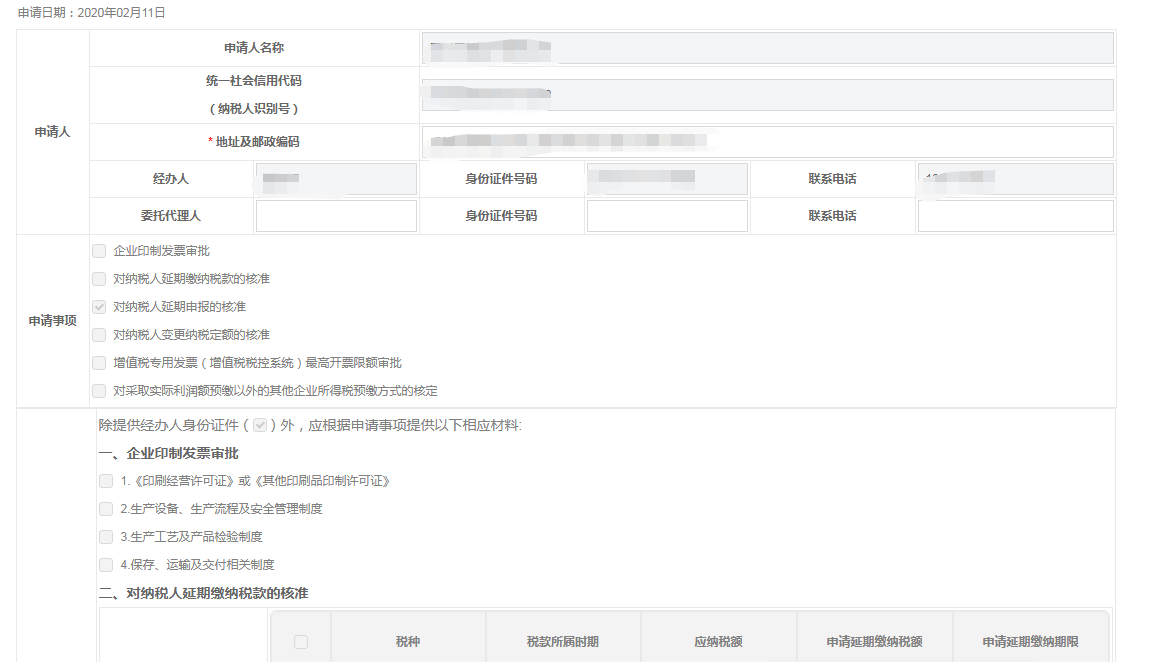 申请日期：2020年02月11日
申请人名称
统一社会信用代码
（纳税人识别号）
申请人
*地址及邮政编码
经办人 身份证件号码 联系电话
委托代理人 身份证件号码 联系电话
企业印制发票审批
对纳税人延期缴纳税款的核准
对纳税人延期申报的核准
申请事项
对纳税人变更纳税定额的核准
增值税专用发票（增值税税控系统）最高开票限额审批
对采取实际利润额预缴以外的其他企业所得税预缴方式的核定
除提供经办人身份证件（）外，应根据申请事项提供以下相应材料:
一、企业印制发票审批
1.《印刷经营许可证》或《其他印刷品印制许可证》
2.生产设备、生产流程及安全管理制度
3.生产工艺及产品检验制度
4.保存、运输及交付相关制度
二、对纳税人延期缴纳税款的核准
税种 税款所属时期 应纳税额 申请延期缴纳税额 申请延期缴纳期限